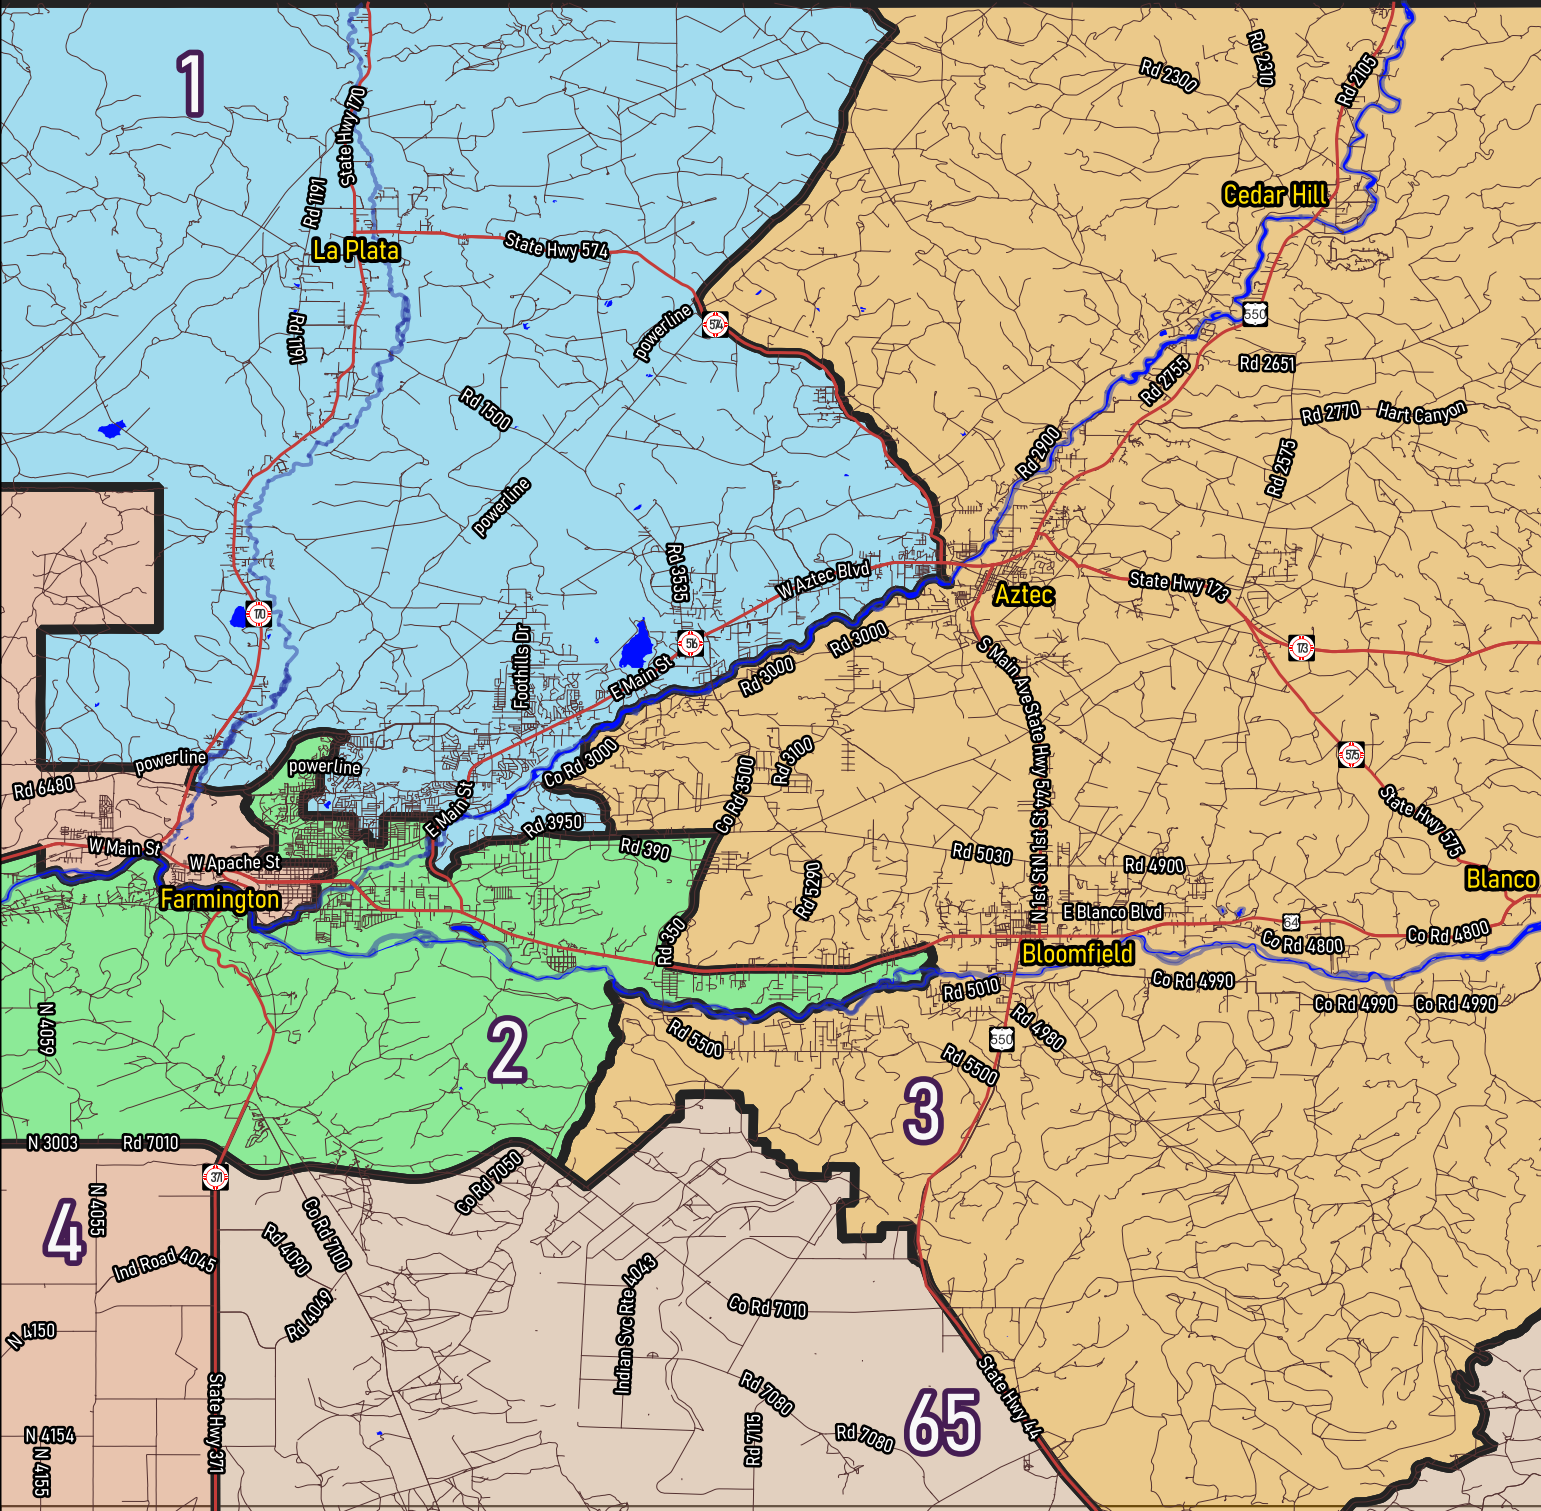 1
Rd 2300
Rd 2310
Rd 2105
State Hwy 170
Rd 1191
Cedar Hill
La Plata
State Hwy 574
550
574
powerline
Rd 1191
Rd 2651
Rd 2755
Rd 1500
Rd 2770
Hart Canyon
Rd 2900
Rd 2575
powerline
Rd 3535
W Aztec Blvd
State Hwy 173
Aztec
170
516
Rd 3000
173
Foothills Dr
E Main St
Rd 3000
S Main Ave
State Hwy 544
575
powerline
powerline
Co Rd 3000
Rd 3100
Co Rd 3500
Rd 6480
E Main St
Rd 3950
State Hwy 575
W Main St
W Apache St
Rd 390
Rd 5030
Rd 4900
N 1st St
N 1st St
Blanco
Farmington
Rd 5290
E Blanco Blvd
64
Rd 350
Co Rd 4800
Co Rd 4800
Bloomfield
Co Rd 4990
Rd 5010
Co Rd 4990
Co Rd 4990
N 4059
2
Rd 5500
550
Rd 4980
Rd 5500
3
N 3003
Rd 7010
371
Co Rd 7050
4
N 4055
Ind Road 4045
Rd 4090
Co Rd 7100
Rd 4049
Indian Svc Rte 4043
Co Rd 7010
N 4150
State Hwy 371
Rd 7080
State Hwy 44
65
Rd 7115
Rd 7080
N 4154
N 4155